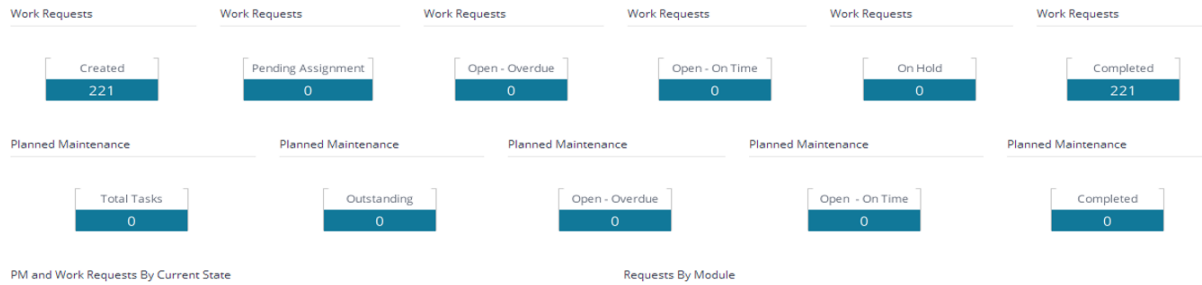 Work Requests Work Requests Work Requests Work Requests Work Requests Work Requests
Created Pending Assignment Open - Overdue Open - On Time On Hold Completed
221 0 0 0 0 221
Planned Maintenance Planned Maintenance Planned Maintenance Planned Maintenance Planned Maintenance
Total Tasks Outstanding Open - Overdue Open - On Time Completed
0 0 0 0 0
PM and Work Requests By Current State Requests By Module